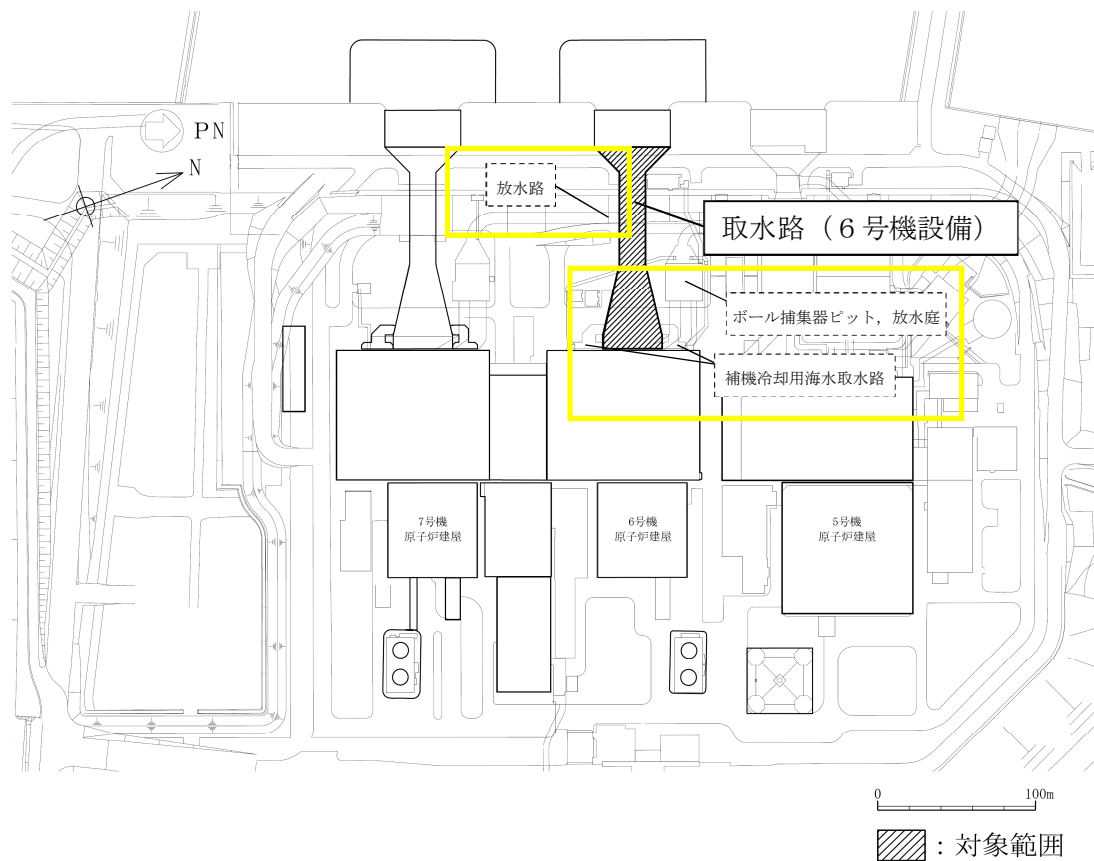 ＰＮ
N
放水路
取水路（６号機設備）
ボール捕集器ピット，放水庭
補機冷却用海水取水路
7号機
原子炉建屋
6号機
原子炉建屋
5号機
原子炉建屋
0 100m
：対象範囲